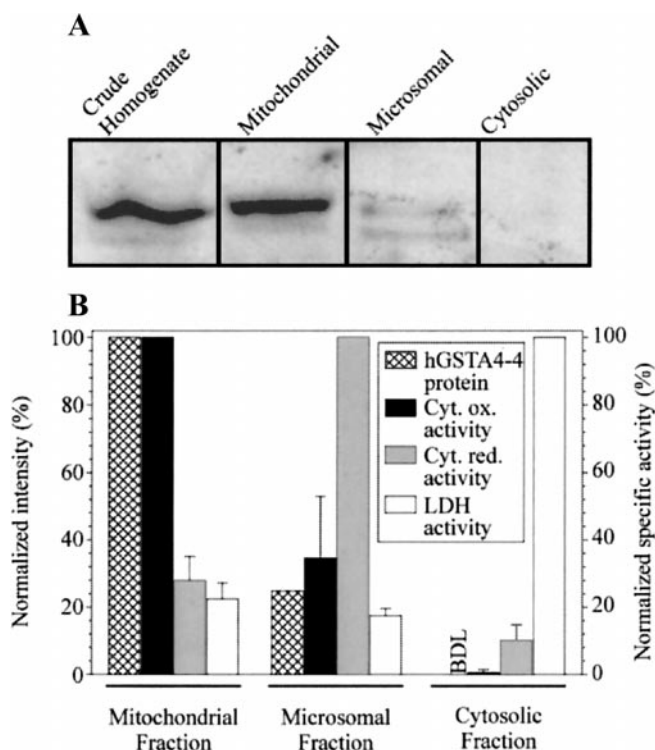 A
Crude
Homogenate
Mitochondrial
Microsomal
Cytosolic
B
Normalized intensity (%)
100
80
60
40
20
0
hGSTA4-4
protein
Cyt. ox.
activity
Cyt. red.
activity
LDH
activity
BDL
100
80
60
40
20
0
Normalized specific activity (%)
Mitochondrial
Fraction
Microsomal
Fraction
Cytosolic
Fraction